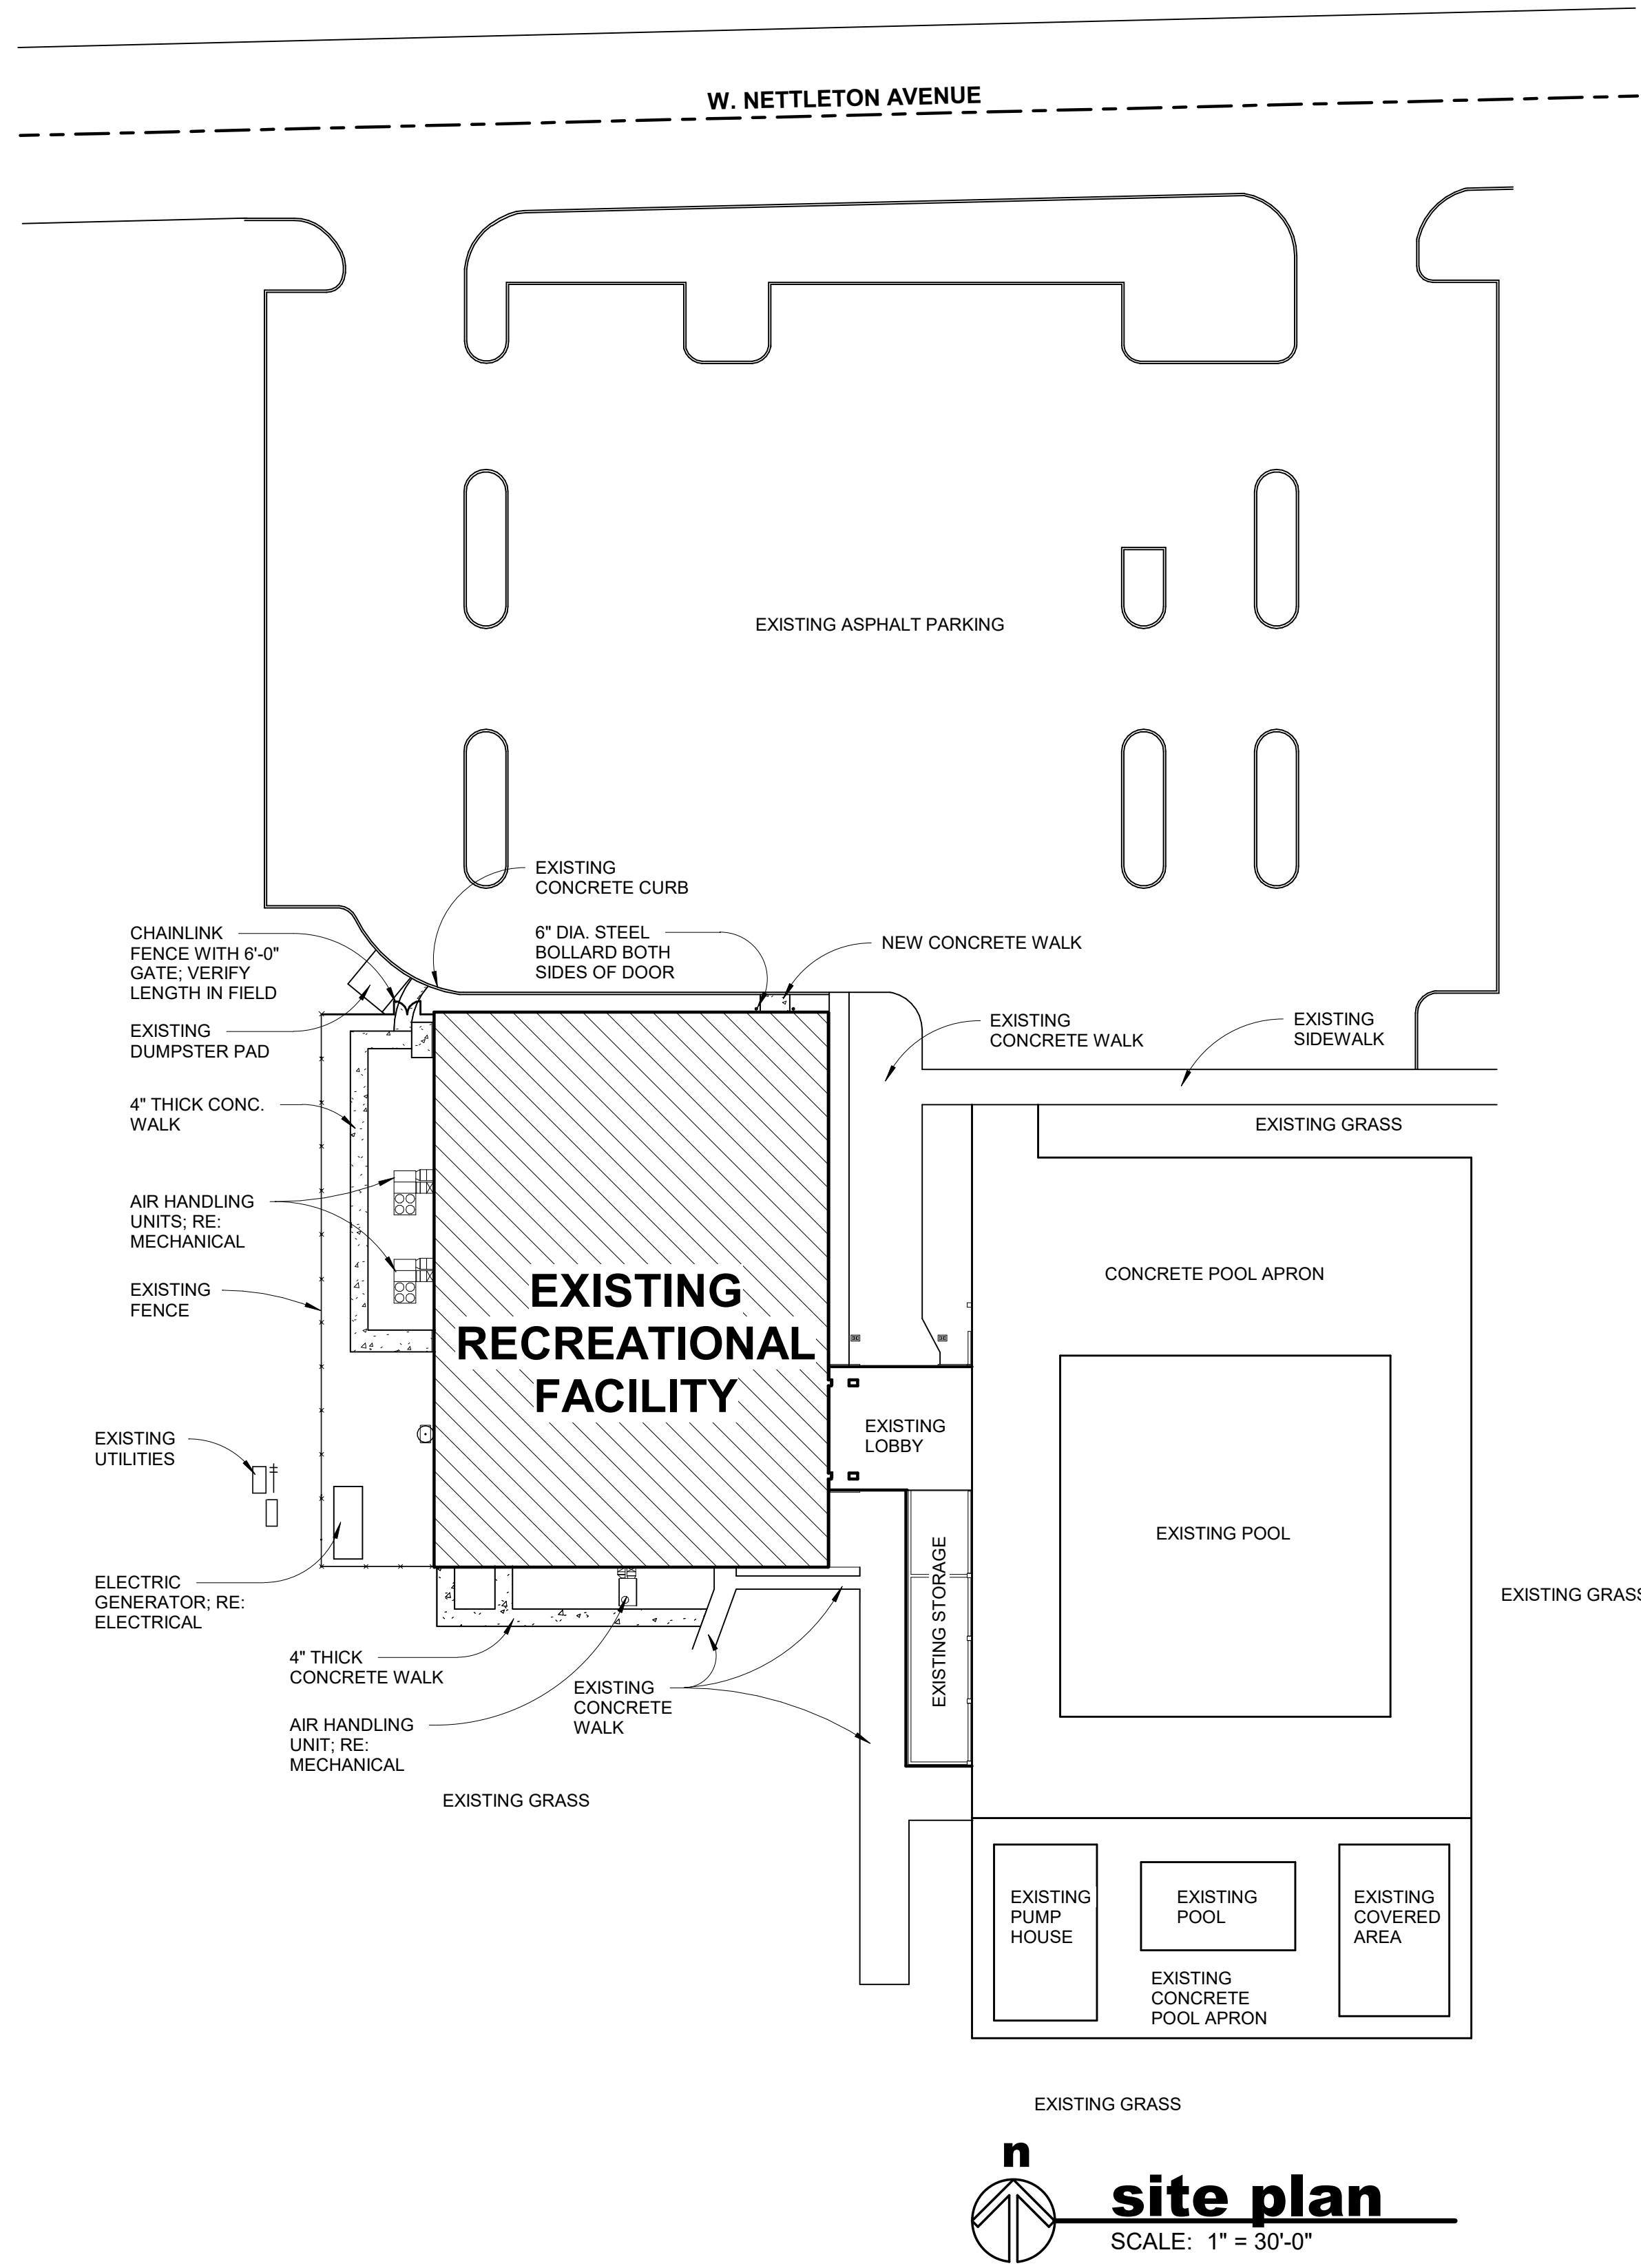 W. NETTLETON AVENUE
EXISTING ASPHALT PARKING
EXISTING
CONCRETE CURB
CHAINLINK
FENCE WITH 6'-0"
GATE; VERIFY
LENGTH IN FIELD
6" DIA. STEEL
BOLLARD BOTH
SIDES OF DOOR
NEW CONCRETE WALK
EXISTING
DUMPSTER PAD
EXISTING
CONCRETE WALK
EXISTING
SIDEWALK
4" THICK CONC.
WALK
EXISTING GRASS
AIR HANDLING
UNITS; RE:
MECHANICAL
EXISTING
FENCE
CONCRETE POOL APRON
EXISTING
RECREATIONAL
FACILITY
EXISTING
UTILITIES
EXISTING
LOBBY
EXISTING POOL
EXISTING STORAGE
ELECTRIC
GENERATOR; RE:
ELECTRICAL
EXISTING GRASS
4" THICK
CONCRETE WALK
EXISTING
CONCRETE
WALK
AIR HANDLING
UNIT; RE:
MECHANICAL
EXISTING GRASS
EXISTING
PUMP
HOUSE
EXISTING
POOL
EXISTING
COVERED
AREA
EXISTING
CONCRETE
POOL APRON
EXISTING GRASS
n
site plan
SCALE: 1" = 30'-0"